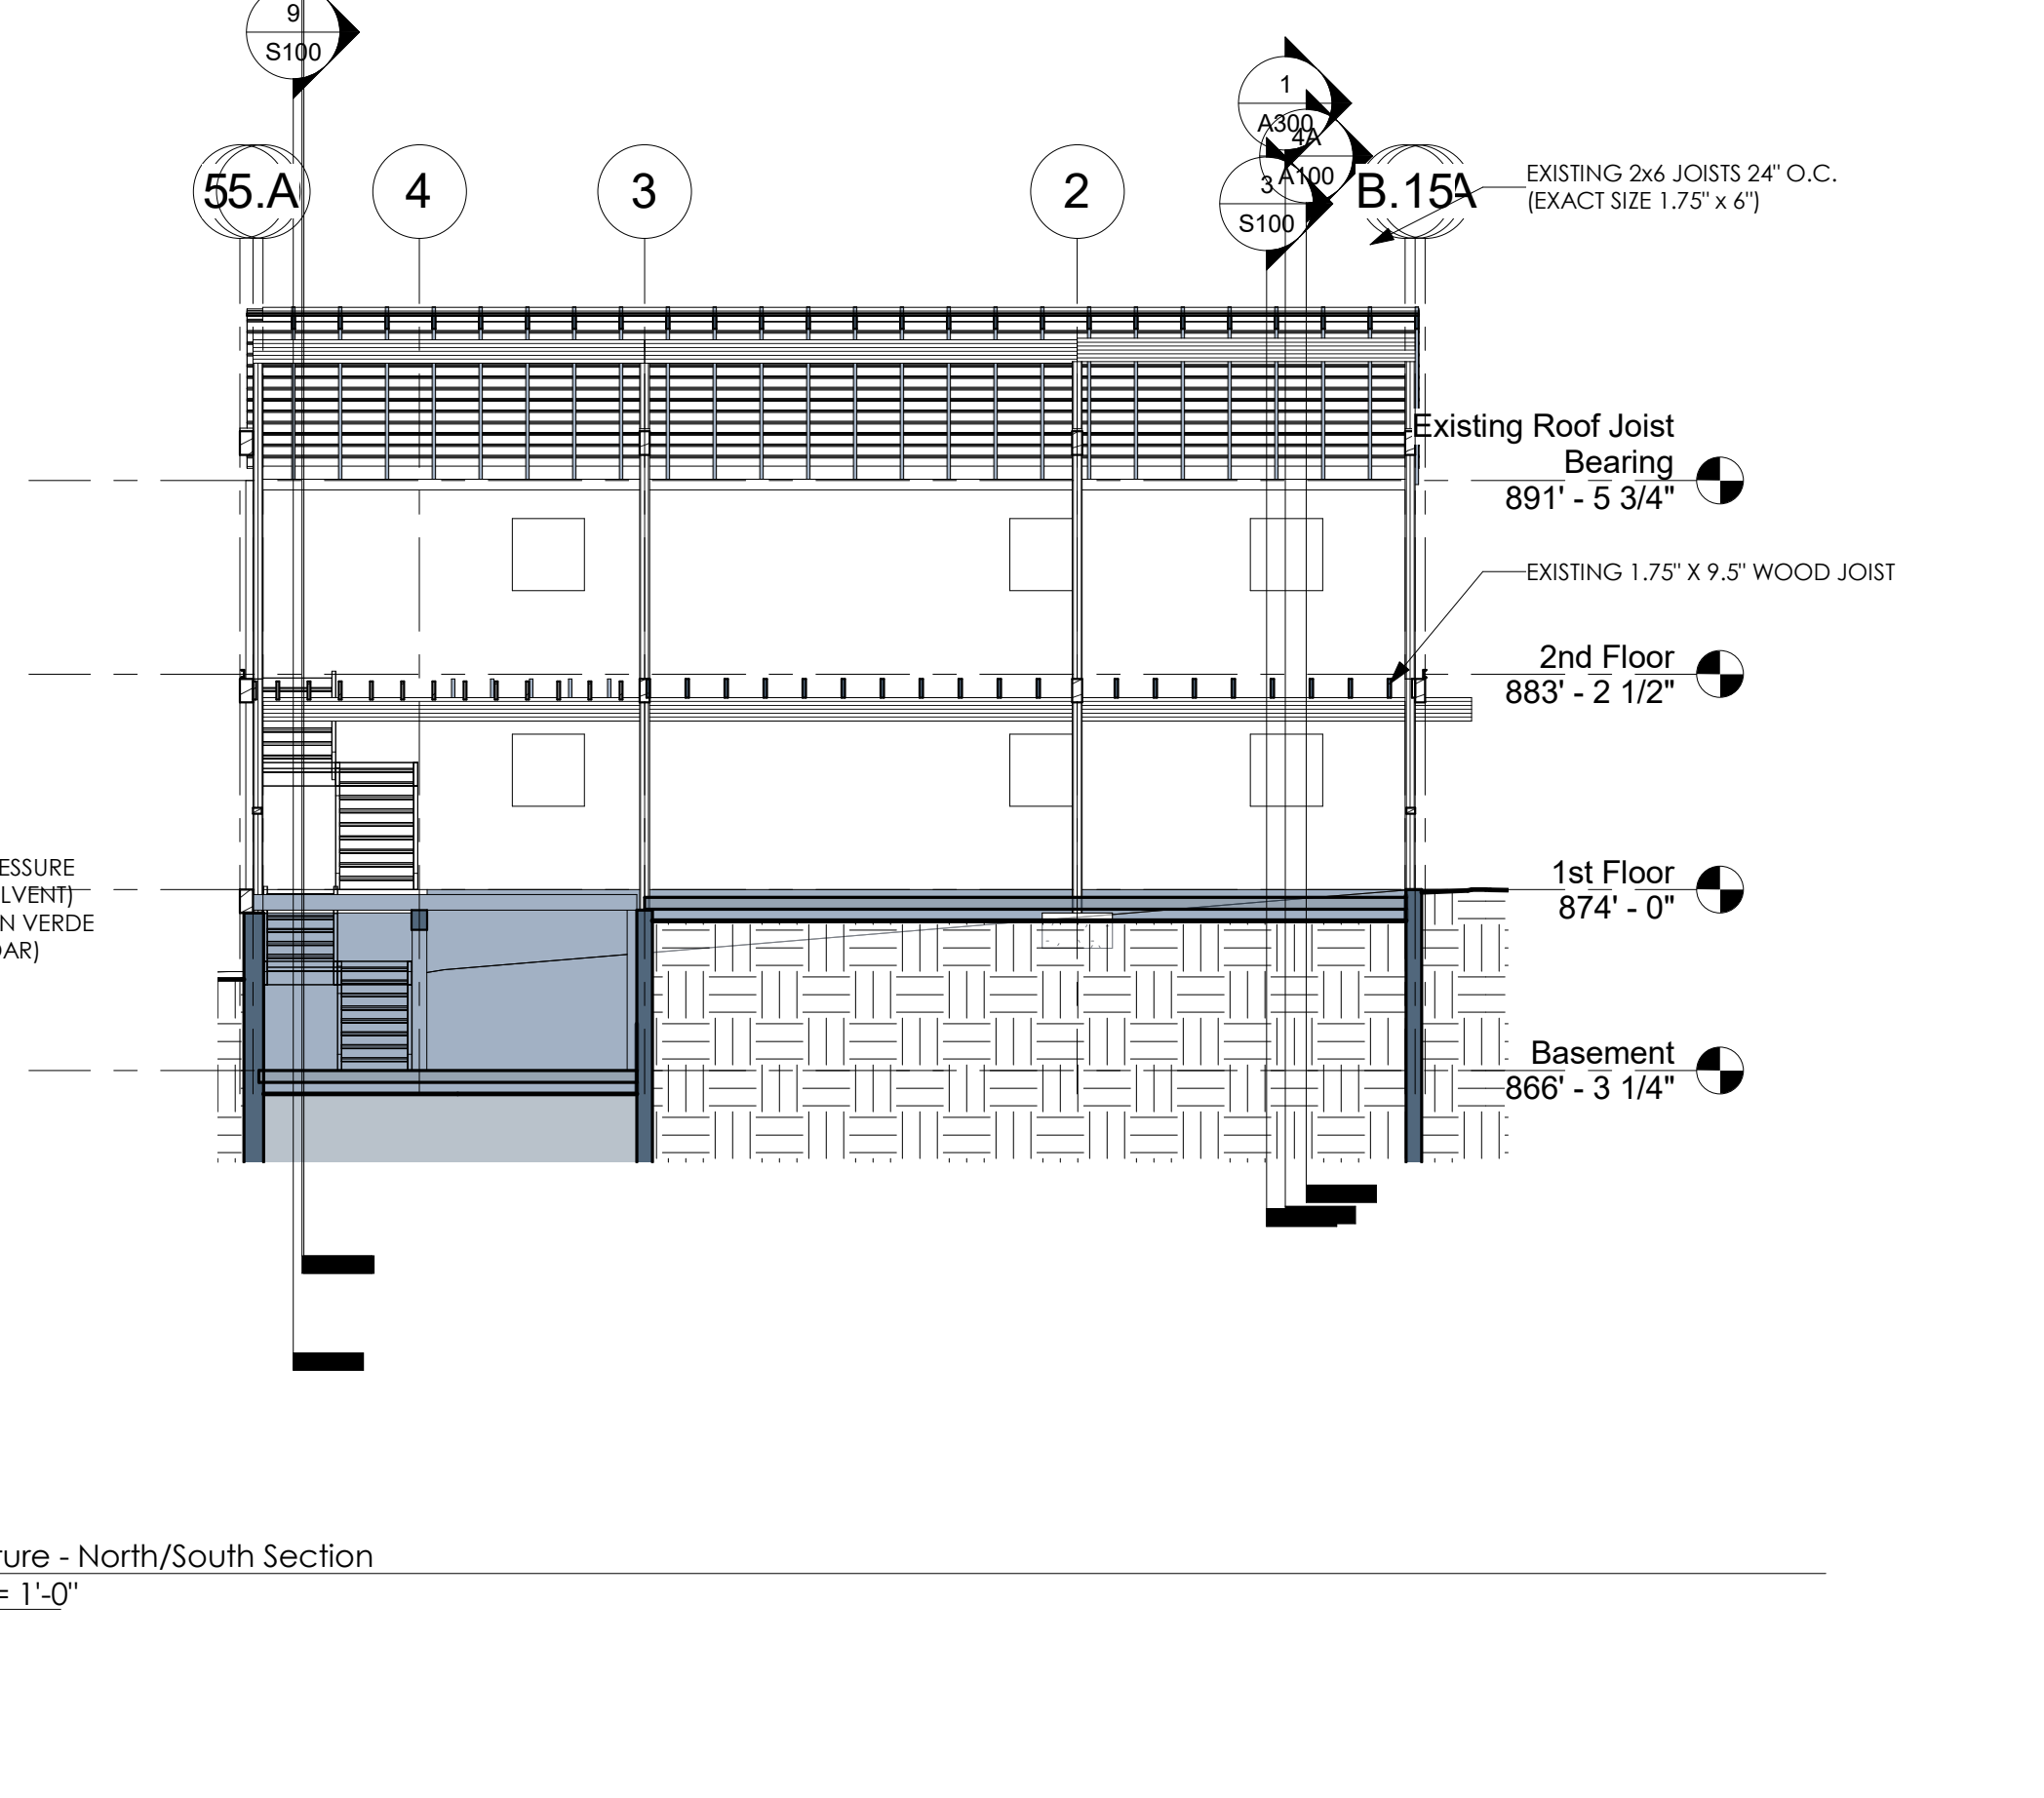 9
S100
1
A300
4A
A100
3
S100
4
3
2
EXISTING 2x6 JOISTS 24" O.C.
(EXACT SIZE 1.75" x 6")
Existing Roof Joist
Bearing
891' - 5 3/4"
EXISTING 1.75" X 9.5" WOOD JOIST
2nd Floor
883' - 2 1/2"
ESSURE
LVENT)
N VERDE
DAR)
1st Floor
874' - 0"
Basement
866' - 3 1/4"
ture - North/South Section
= 1'-0"